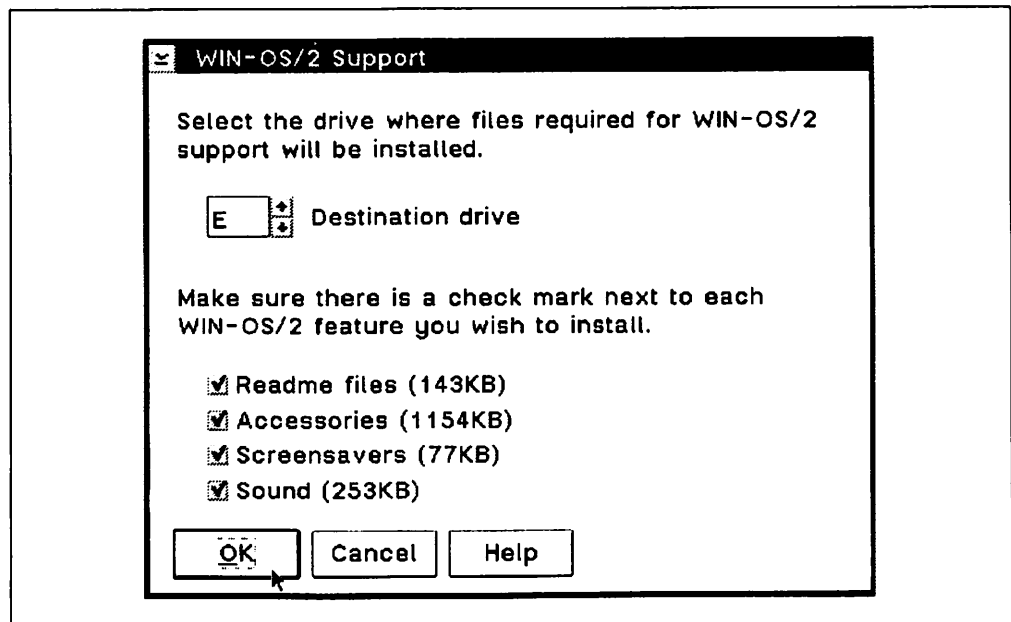 WIN-OS/2 Support
Select the drive where files required for WIN-OS/2
support will be installed.
E Destination drive
Make sure there is a check mark next to each
WIN-OS/2 feature you wish to install.
Readme files (143KB)
Accessories (1154KB)
Screensavers (77KB)
Sound (253KB)
OK Cancel Help